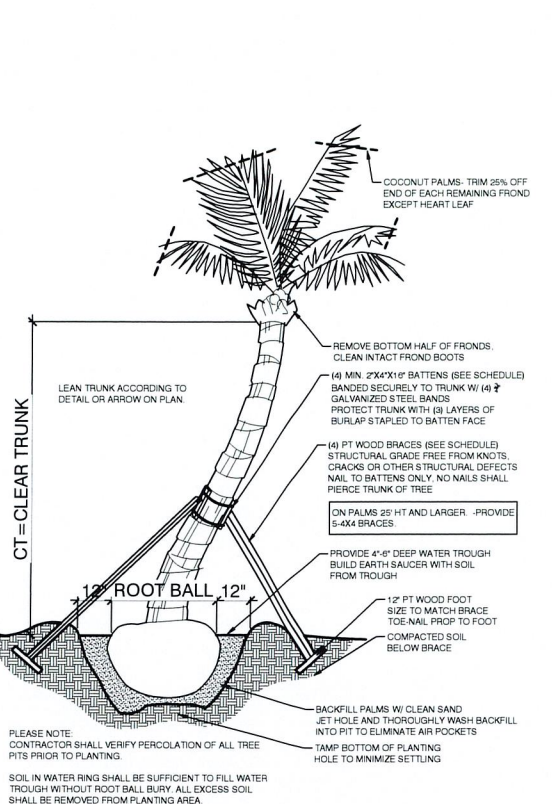 COCONUT PALMS- TRIM 25% OFF
END OF EACH REMAINING FROND
EXCEPT HEART LEAF
REMOVE BOTTOM HALF OF FRONDS.
CLEAN INTACT FROND BOOTS
LEAN TRUNK ACCORDING TO
DETAIL OR ARROW ON PLAN.
(4) MIN. 2"X4"X16" BATTENS (SEE SCHEDULE)
BANDED SECURELY TO TRUNK W/ (4)
GALVANIZED STEEL BANDS
PROTECT TRUNK WITH (3) LAYERS OF
BURLAP STAPLED TO BATTEN FACE
CT = CLEAR TRUNK
(4) PT WOOD BRACES (SEE SCHEDULE)
STRUCTURAL GRADE FREE FROM KNOTS,
CRACKS OR OTHER STRUCTURAL DEFECTS
NAIL TO BATTENS ONLY, NO NAILS SHALL
PIERCE TRUNK OF TREE
ON PALMS 25' HT AND LARGER. -PROVIDE
5-4X4 BRACES.
PROVIDE 4"-6" DEEP WATER TROUGH
BUILD EARTH SAUCER WITH SOIL
FROM TROUGH
12" ROOT BALL 12"
12" PT WOOD FOOT
SIZE TO MATCH BRACE
TOE-NAIL PROP TO FOOT
COMPACTED SOIL
BELOW BRACE
BACKFILL PALMS W/ CLEAN SAND
JET HOLE AND THOROUGHLY WASH BACKFILL
INTO PIT TO ELIMINATE AIR POCKETS
TAMP BOTTOM OF PLANTING
HOLE TO MINIMIZE SETTLING
PLEASE NOTE:
CONTRACTOR SHALL VERIFY PERCOLATION OF ALL TREE
PITS PRIOR TO PLANTING.
SOIL IN WATER RING SHALL BE SUFFICIENT TO FILL WATER
TROUGH WITHOUT ROOT BALL BURY. ALL EXCESS SOIL
SHALL BE REMOVED FROM PLANTING AREA.